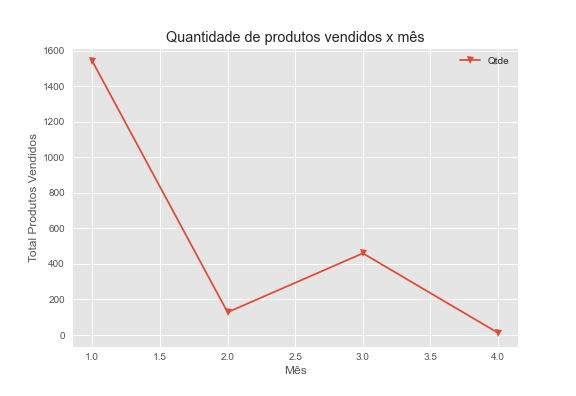 Quantidade de produtos vendidos x mês
Qtde
1600
1400
1200
1000
800
600
400
200
0
Total Produtos Vendidos
1.0 1.5 2.0 2.5 3.0 3.5 4.0
Mês